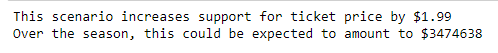 This scenario increases support for ticket price by $1.99
Over the season, this could be expected to amount to $3474638